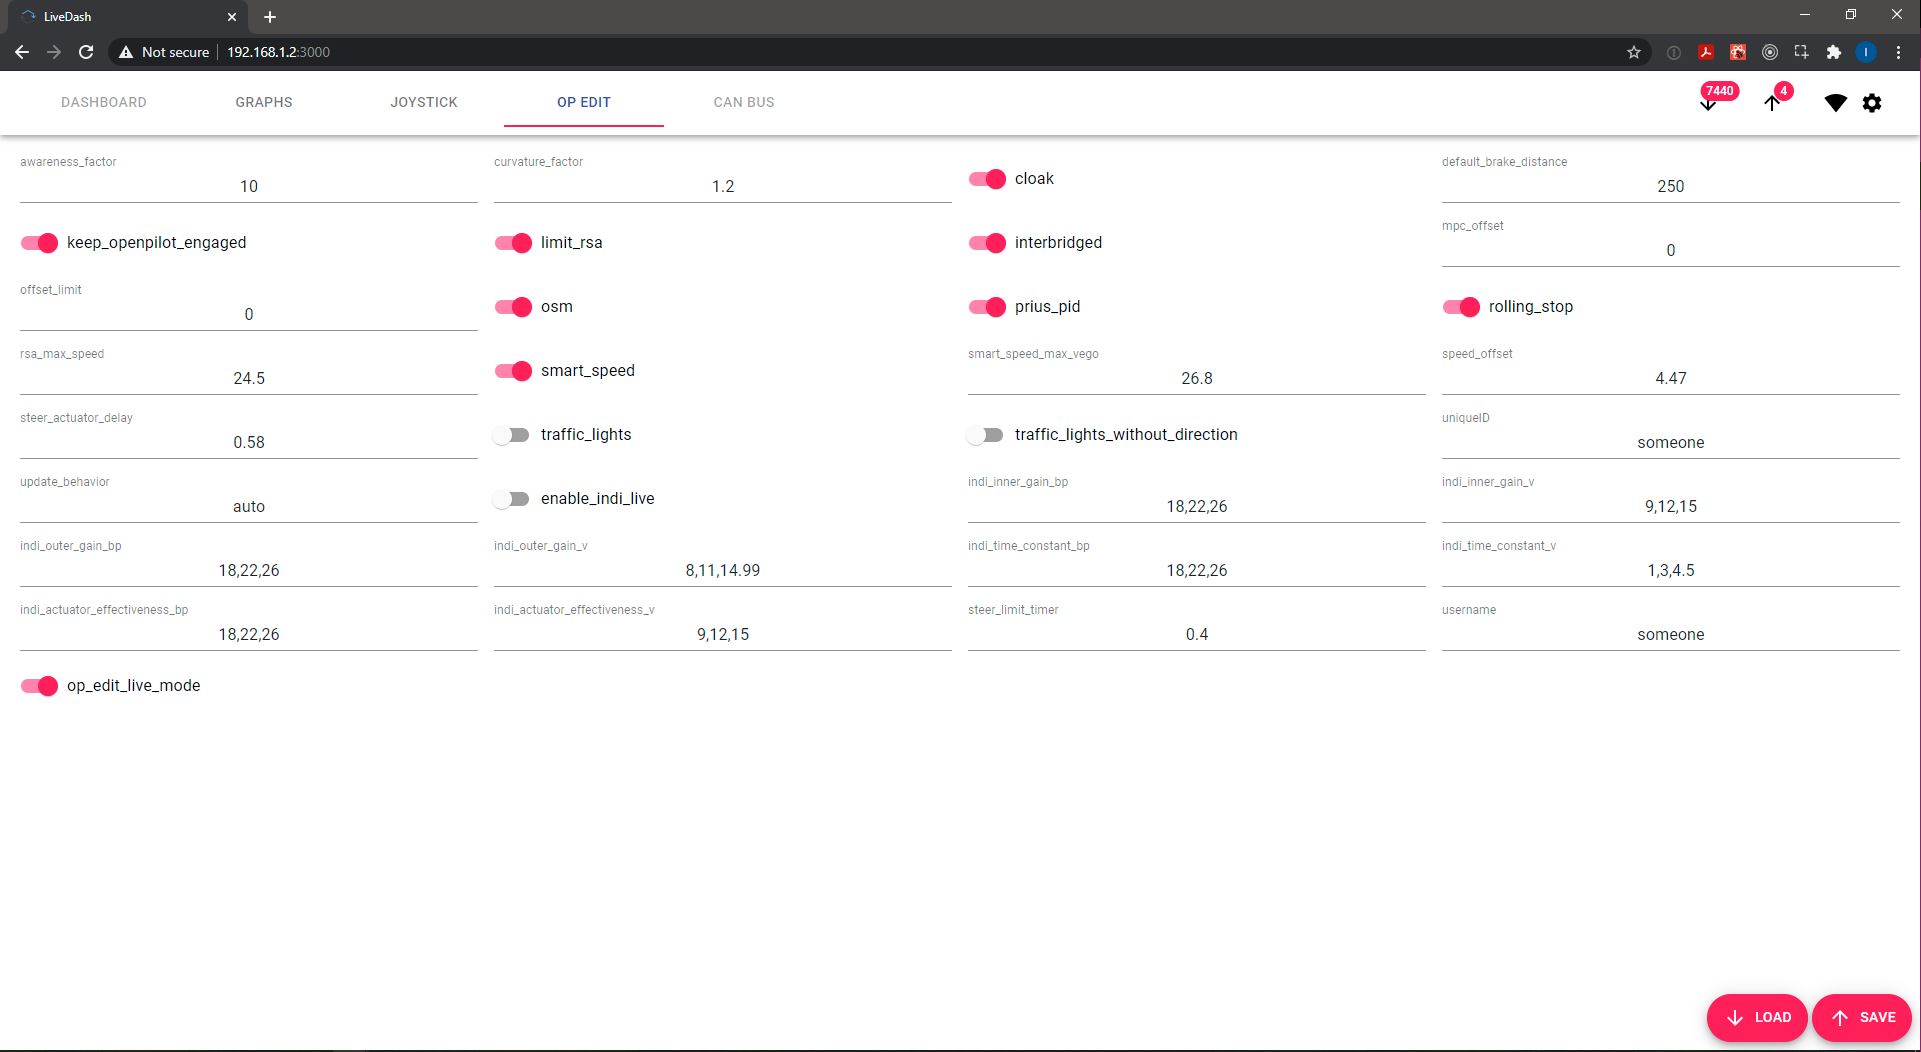 LiveDash
Not secure 192.168.1.2:3000
I
DASHBOARD GRAPHS JOYSTICK OP EDIT CAN BUS 7440 4
awareness_factor curvature_factor default_brake_distance
10 1.2 cloak 250
keep_openpilot_engaged limit_rsa interbridged mpc_offset
0
offset_limit
0 osm prius_pid rolling_stop
rsa_max_speed smart_speed_max_vego speed_offset
24.5 smart_speed 26.8 4.47
steer_actuator_delay uniqueID
0.58 traffic_lights traffic_lights_without_direction someone
update_behavior indi_inner_gain_bp indi_inner_gain_v
auto enable_indi_live 18,22,26 9,12,15
indi_outer_gain_bp indi_outer_gain_v indi_time_constant_bp indi_time_constant_v
18,22,26 8,11,14.99 18,22,26 1,3,4.5
indi_actuator_effectiveness_bp indi_actuator_effectiveness_v steer_limit_timer username
18,22,26 9,12,15 0.4 someone
op_edit_live_mode
LOAD SAVE